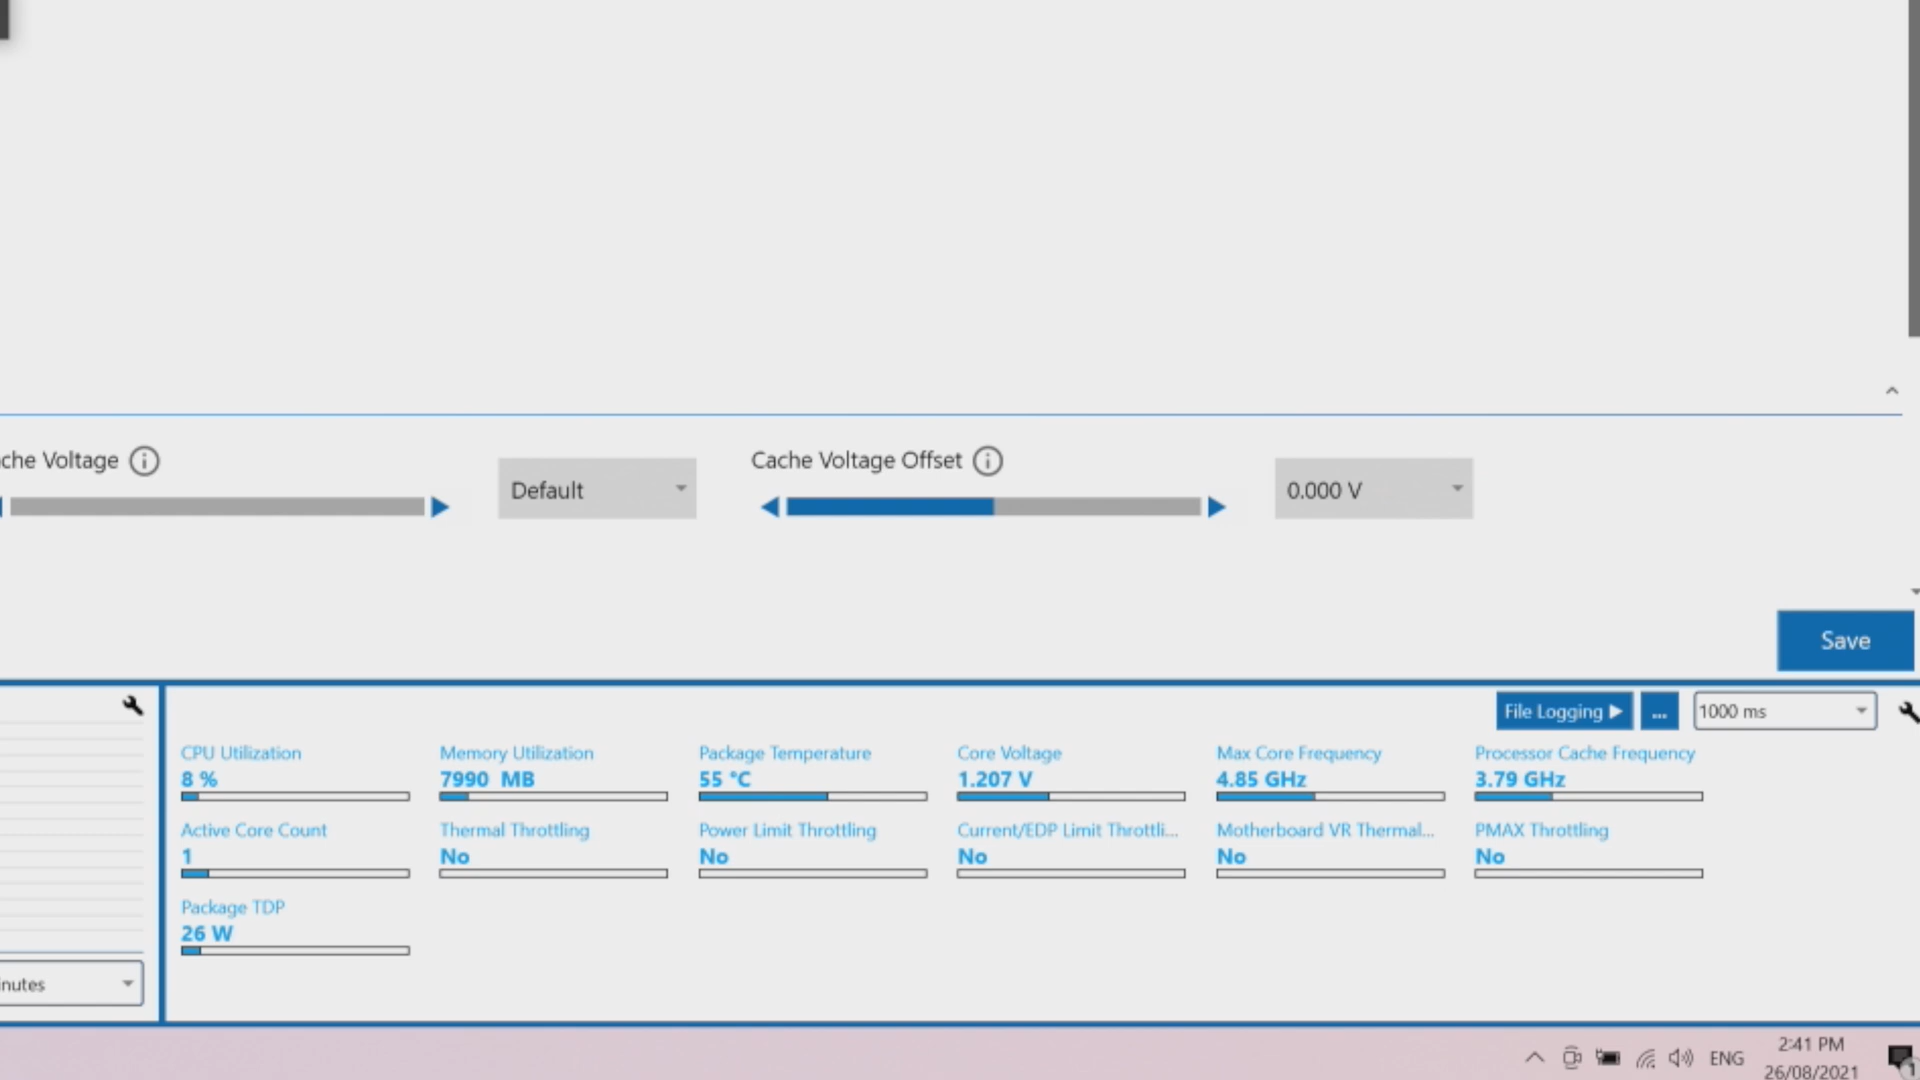 che Voltage
Default
Cache Voltage Offset
0.000 V
Save
File Logging
...
1000 ms
CPU Utilization
8 %
Memory Utilization
7990 MB
Package Temperature
55 °C
Core Voltage
1.207 V
Max Core Frequency
4.85 GHz
Processor Cache Frequency
3.79 GHz
Active Core Count
1
Thermal Throttling
No
Power Limit Throttling
No
Current/EDP Limit Throttli...
No
Motherboard VR Thermal...
No
PMAX Throttling
No
Package TDP
26 W
nutes
ENG
2:41 PM
26/08/2021
1